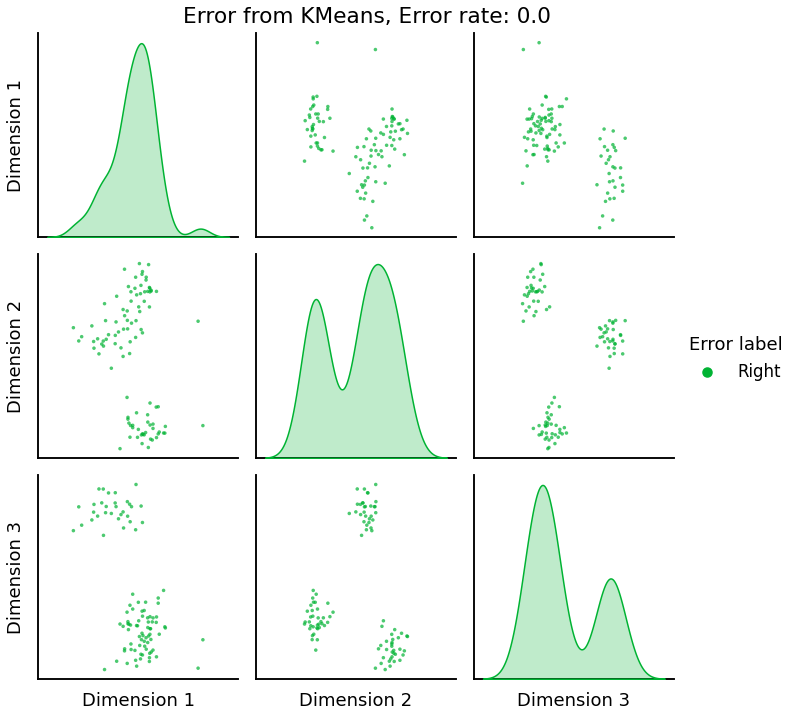 Error from KMeans, Error rate: 0.0
Dimension 1
Dimension 2
Dimension 3
Error label
Right
Dimension 1
Dimension 2
Dimension 3